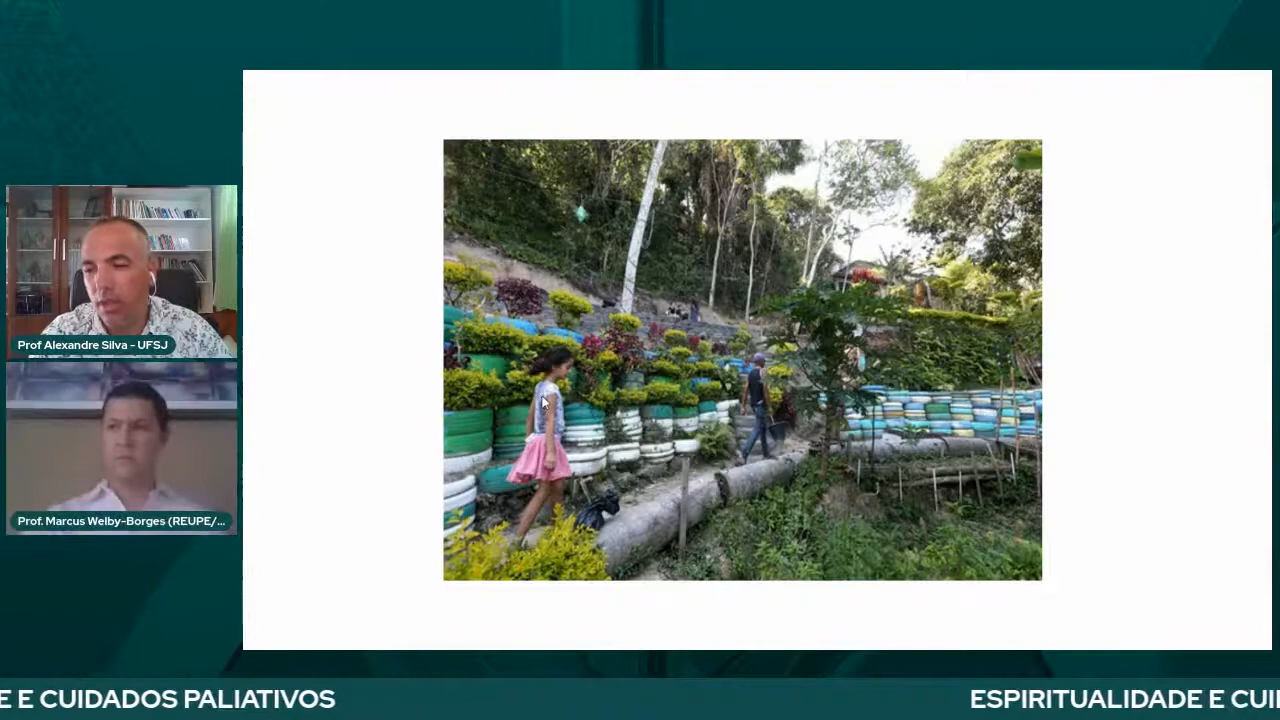 Prof Alexandre Silva - UFSJ
Prof. Marcus Welby-Borges (REUPE/...
E E CUIDADOS PALIATIVOS
ESPIRITUALIDADE E CUI